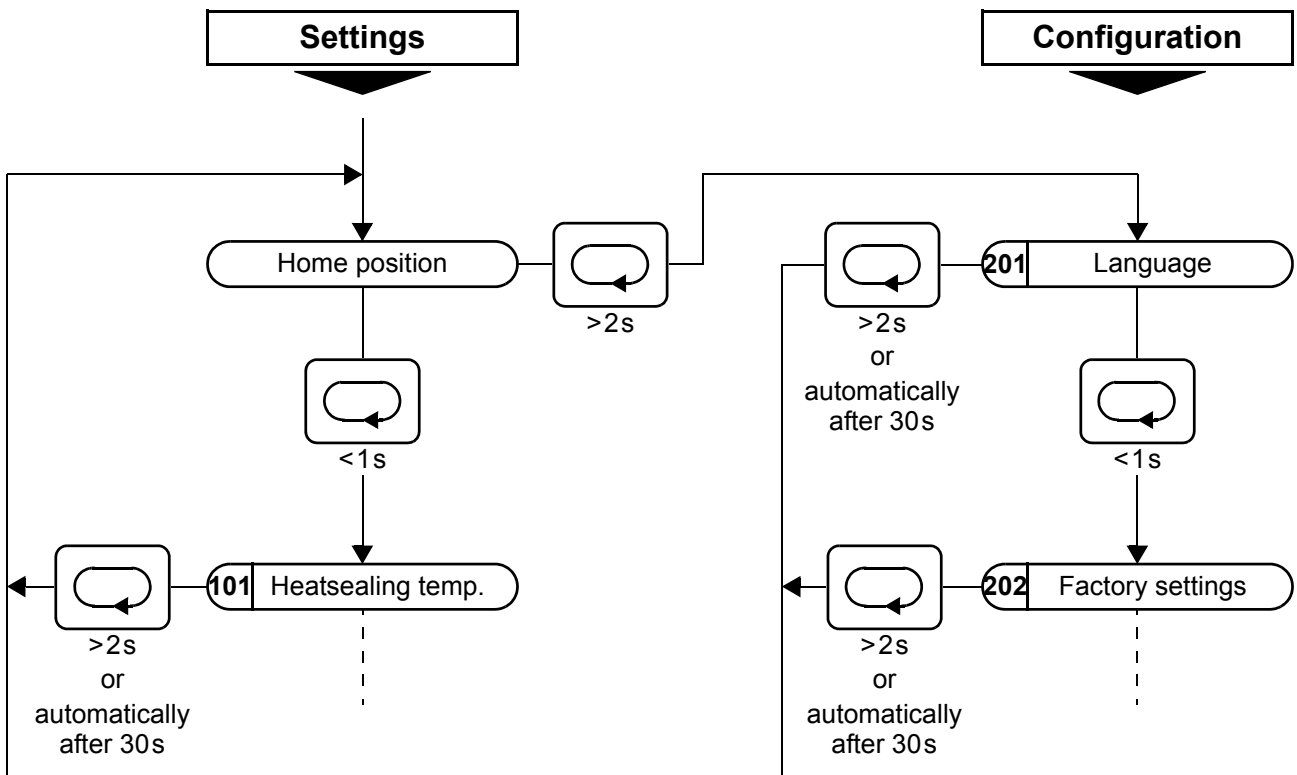 Settings
Configuration
Home position
>2s
201 Language
>2s
or
automatically
after 30s
<1s
<1s
101 Heatsealing temp.
>2s
or
automatically
after 30s
202 Factory settings
>2s
or
automatically
after 30s